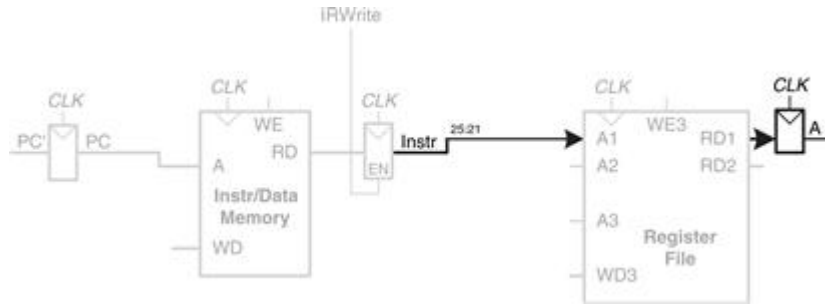 IRWrite
CLK
CLK
CLK
CLK
CLK
PC'
PC
WE
RD
A
Instr/Data
Memory
WD
EN
Instr
25:21
A1
WE3
RD1
A
A2
RD2
A3
Register
File
WD3